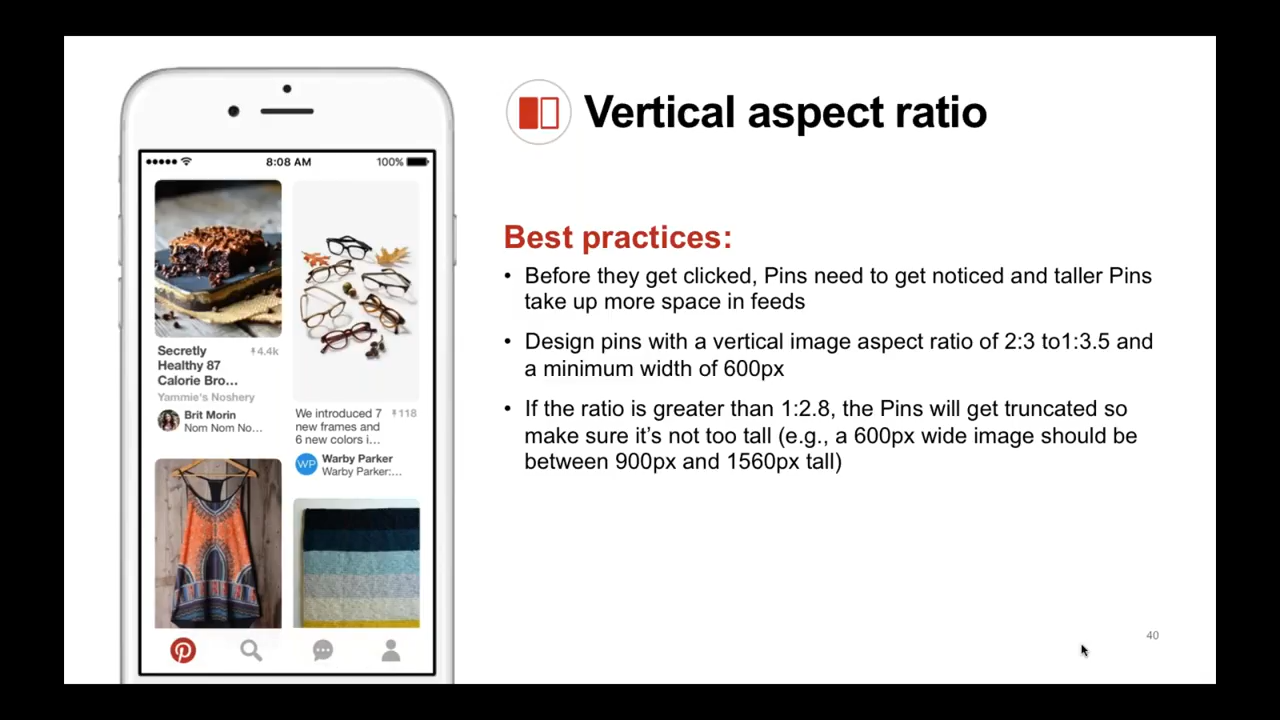 8:08 AM
100%
Secretly
Healthy 87
Calorie Bro...
4.4k
Yammie's Noshery
Brit Morin
Nom Nom No...
We introduced 7
new frames and
6 new colors i...
118
WP
Warby Parker
Warby Parker:...
Vertical aspect ratio
Best practices:
• Before they get clicked, Pins need to get noticed and taller Pins
take up more space in feeds
• Design pins with a vertical image aspect ratio of 2:3 to1:3.5 and
a minimum width of 600px
• If the ratio is greater than 1:2.8, the Pins will get truncated so
make sure it's not too tall (e.g., a 600px wide image should be
between 900px and 1560px tall)
40